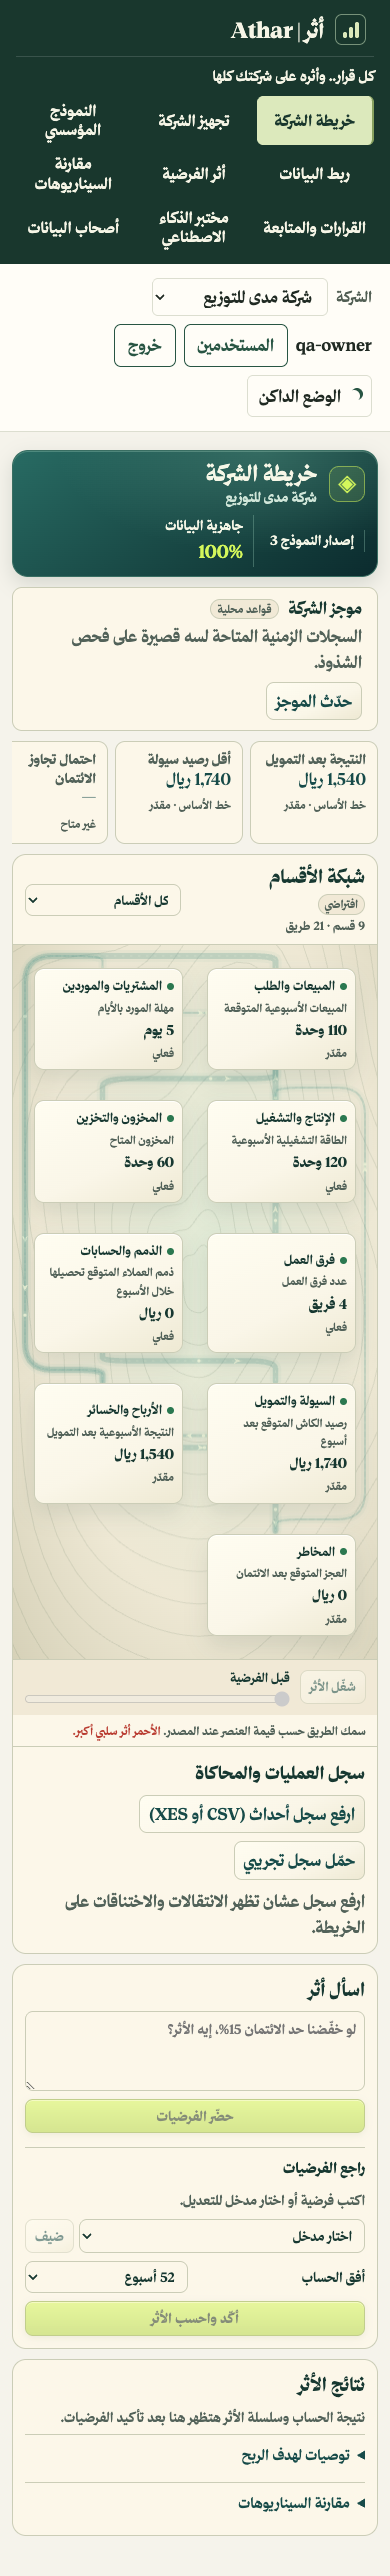 أثر | Athar
كل قرار.. وأثره على شركتك كلها
خريطة الشركة
تجهيز الشركة
النموذج المؤسسي
ربط البيانات
أثر الفرضية
مقارنة السيناريوهات
القرارات والمتابعة
مختبر الذكاء الاصطناعي
أصحاب البيانات
الشركة
شركة مدى للتوزيع
qa-owner
المستخدمين
خروج
الوضع الداكن
خريطة الشركة
شركة مدى للتوزيع
إصدار النموذج 3
جاهزية البيانات
100%
موجز الشركة
قواعد محلية
السجلات الزمنية المتاحة لسه قصيرة على فحص
الشذوذ.
حدّث الموجز
النتيجة بعد التمويل
1,540 ريال
خط الأساس · مقدّر
أقل رصيد سيولة
1,740 ريال
خط الأساس · مقدّر
احتمال تجاوز الائتمان
—
غير متاح
شبكة الأقسام
افتراضي
9 قسم · 21 طريق
كل الأقسام
المبيعات والطلب
المبيعات الأسبوعية المتوقعة
110 وحدة
مقدّر
المشتريات والموردين
مهلة المورد بالأيام
5 يوم
فعلي
الإنتاج والتشغيل
الطاقة التشغيلية الأسبوعية
120 وحدة
فعلي
المخزون والتخزين
المخزون المتاح
60 وحدة
فعلي
فرق العمل
عدد فرق العمل
4 فريق
فعلي
الذمم والحسابات
ذمم العملاء المتوقع تحصيلها
خلال الأسبوع
0 ريال
فعلي
السيولة والتمويل
رصيد الكاش المتوقع بعد
أسبوع
1,740 ريال
مقدّر
الأرباح والخسائر
النتيجة الأسبوعية بعد التمويل
1,540 ريال
مقدّر
المخاطر
العجز المتوقع بعد الائتمان
0 ريال
مقدّر
شغّل الأثر
قبل الفرضية
سمك الطريق حسب قيمة العنصر عند المصدر. الأحمر أثر سلبي أكبر.
سجل العمليات والمحاكاة
ارفع سجل أحداث (CSV أو XES)
حمّل سجل تجريبي
ارفع سجل عشان تظهر الانتقالات والاختناقات على
الخريطة.
اسأل أثر
لو خفّضنا حد الائتمان 15%، إيه الأثر؟
حضّر الفرضيات
راجع الفرضيات
اكتب فرضية أو اختار مدخل للتعديل.
اختار مدخل
ضيف
أفق الحساب
52 أسبوع
أكّد واحسب الأثر
نتائج الأثر
نتيجة الحساب وسلسلة الأثر هتظهر هنا بعد تأكيد الفرضيات.
توصيات لهدف الربح
مقارنة السيناريوهات